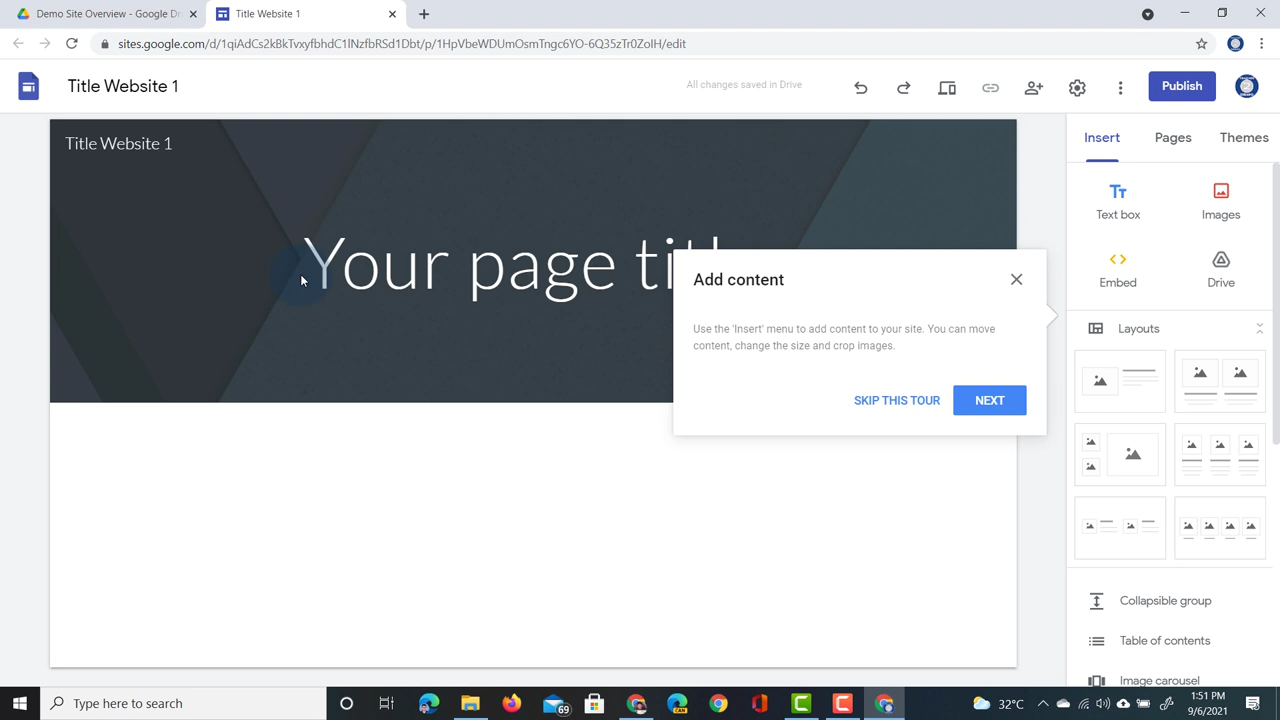 Demo Site Overview - Google Dr
Title Website 1
sites.google.com/d/1qiAdCs2kBkTvxyfbhdC1lNzfbRSd1Dbt/p/1HpVbeWDUmOsmTngc6YO-6Q35zTr0ZoIH/edit
Title Website 1
All changes saved in Drive
Publish
Title Website 1
Your page titl
Add content
Use the 'Insert' menu to add content to your site. You can move
content, change the size and crop images.
SKIP THIS TOUR
NEXT
Insert
Pages
Themes
Text box
Images
Embed
Drive
Layouts
Collapsible group
Table of contents
Image carousel
Type here to search
69
CAN
32°C
1:51 PM
9/6/2021